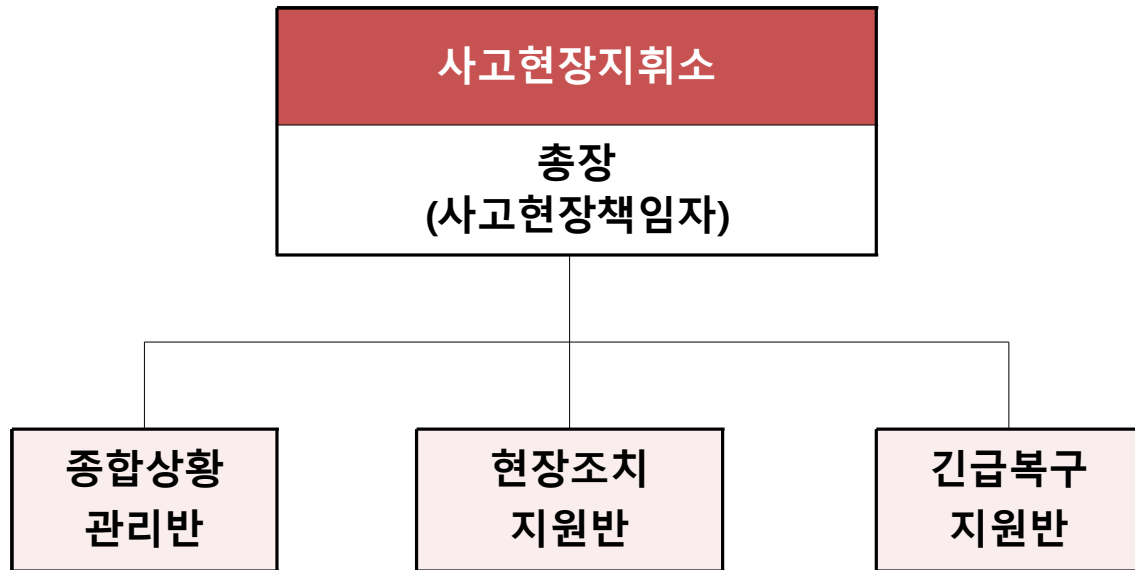 사고현장지휘소
총장
(사고현장책임자)
종합상황
관리반
현장조치
지원반
긴급복구
지원반